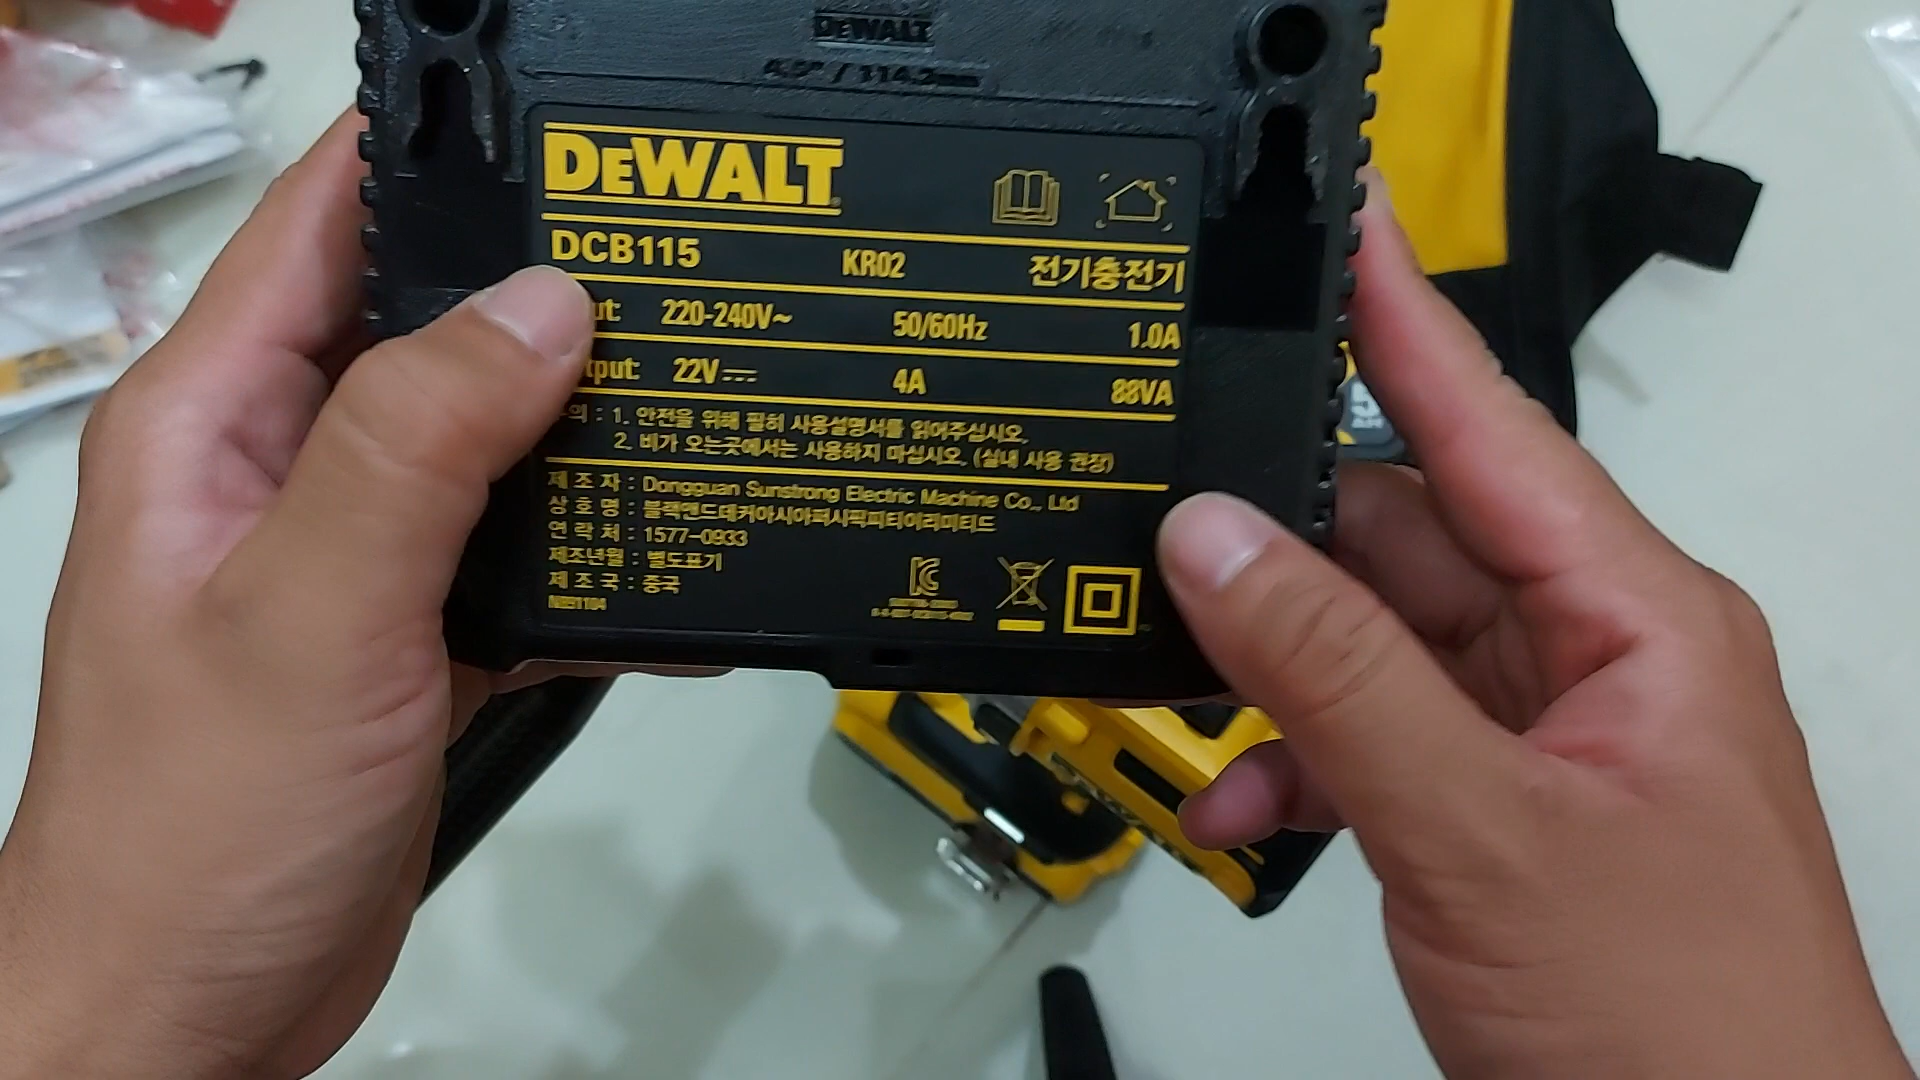 DEWALT
4.5" / 114.3mm
DEWALT
DCB115 KR02 전기충전기
220-240V~ 50/60Hz 1.0A
22V 4A 88VA
1. 안전을 위해 필히 사용설명서를 읽어주십시오.
2. 비가 오는곳에서는 사용하지 마십시오. (실내 사용 권장)
제 조 자 : Dongguan Sunstrong Electric Machine Co., Ltd
상 호 명 : 블랙앤드데커아시아퍼시픽피티이리미티드
연 락 처 : 1577-0933
제조년월 : 별도표기
제 조 국 : 중국